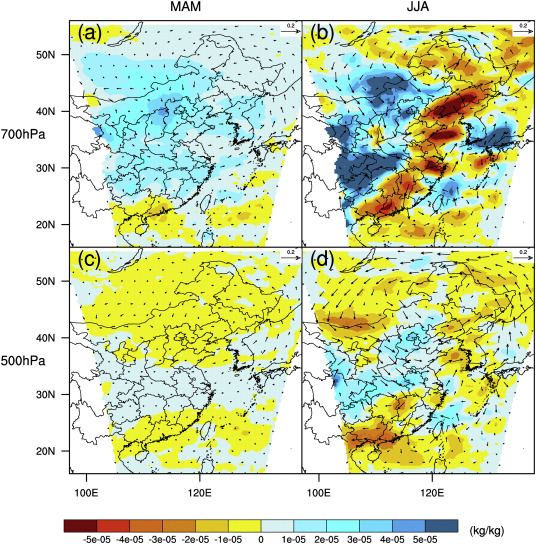 MAM JJA
(a) 0.2 (b) 0.2
50N
40N
700hPa
30N
20N
(c) 0.2 (d) 0.2
50N
40N
500hPa
30N
20N
100E 120E 100E 120E
-5e-05 -4e-05 -3e-05 -2e-05 -1e-05 0 1e-05 2e-05 3e-05 4e-05 5e-05 (kg/kg)